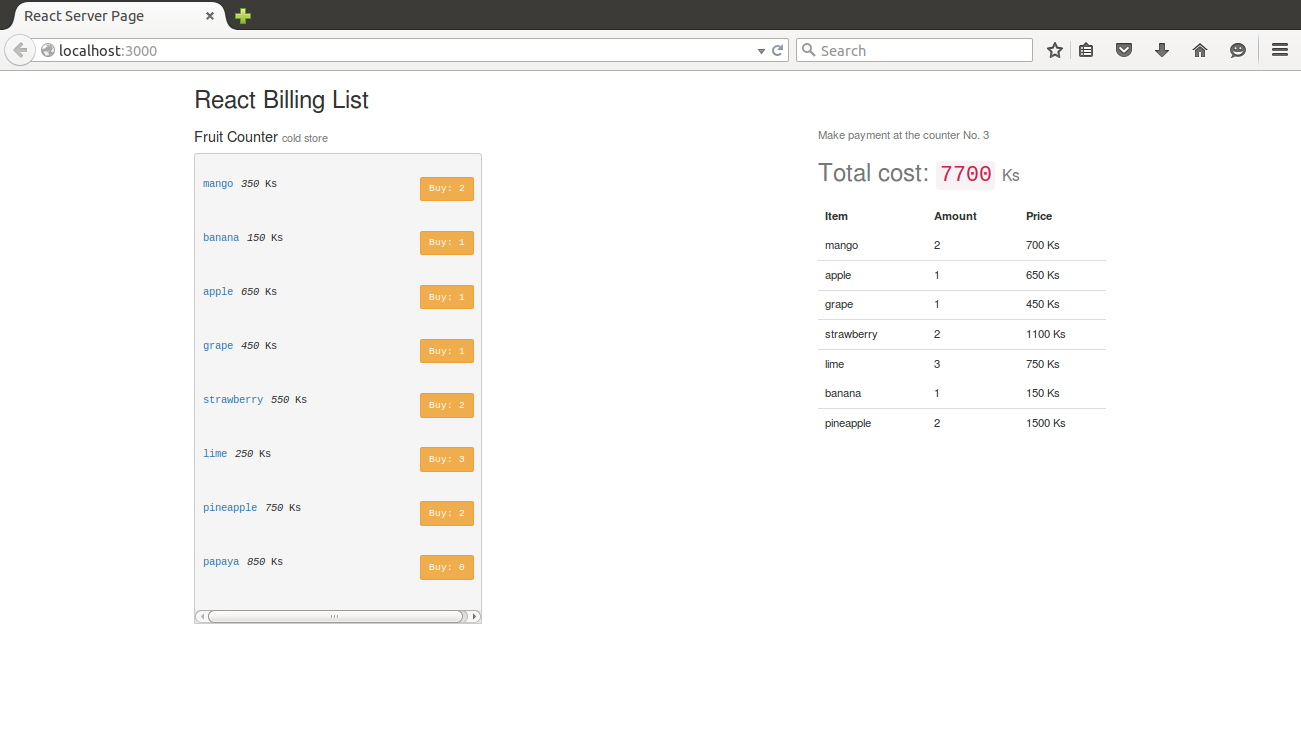 React Server Page
localhost:3000
Search
React Billing List
Fruit Counter cold store
mango 350 Ks Buy: 2
banana 150 Ks Buy: 1
apple 650 Ks Buy: 1
grape 450 Ks Buy: 1
strawberry 550 Ks Buy: 2
lime 250 Ks Buy: 3
pineapple 750 Ks Buy: 2
papaya 850 Ks Buy: 0
Make payment at the counter No. 3
Total cost: 7700 Ks
Item Amount Price
mango 2 700 Ks
apple 1 650 Ks
grape 1 450 Ks
strawberry 2 1100 Ks
lime 3 750 Ks
banana 1 150 Ks
pineapple 2 1500 Ks